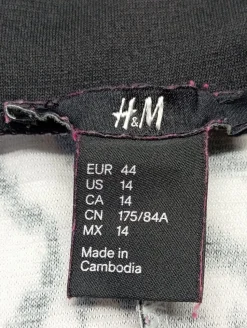 H&M
EUR 44
US 14
CA 14
CN 175/84A
MX 14
Made in
Cambodia